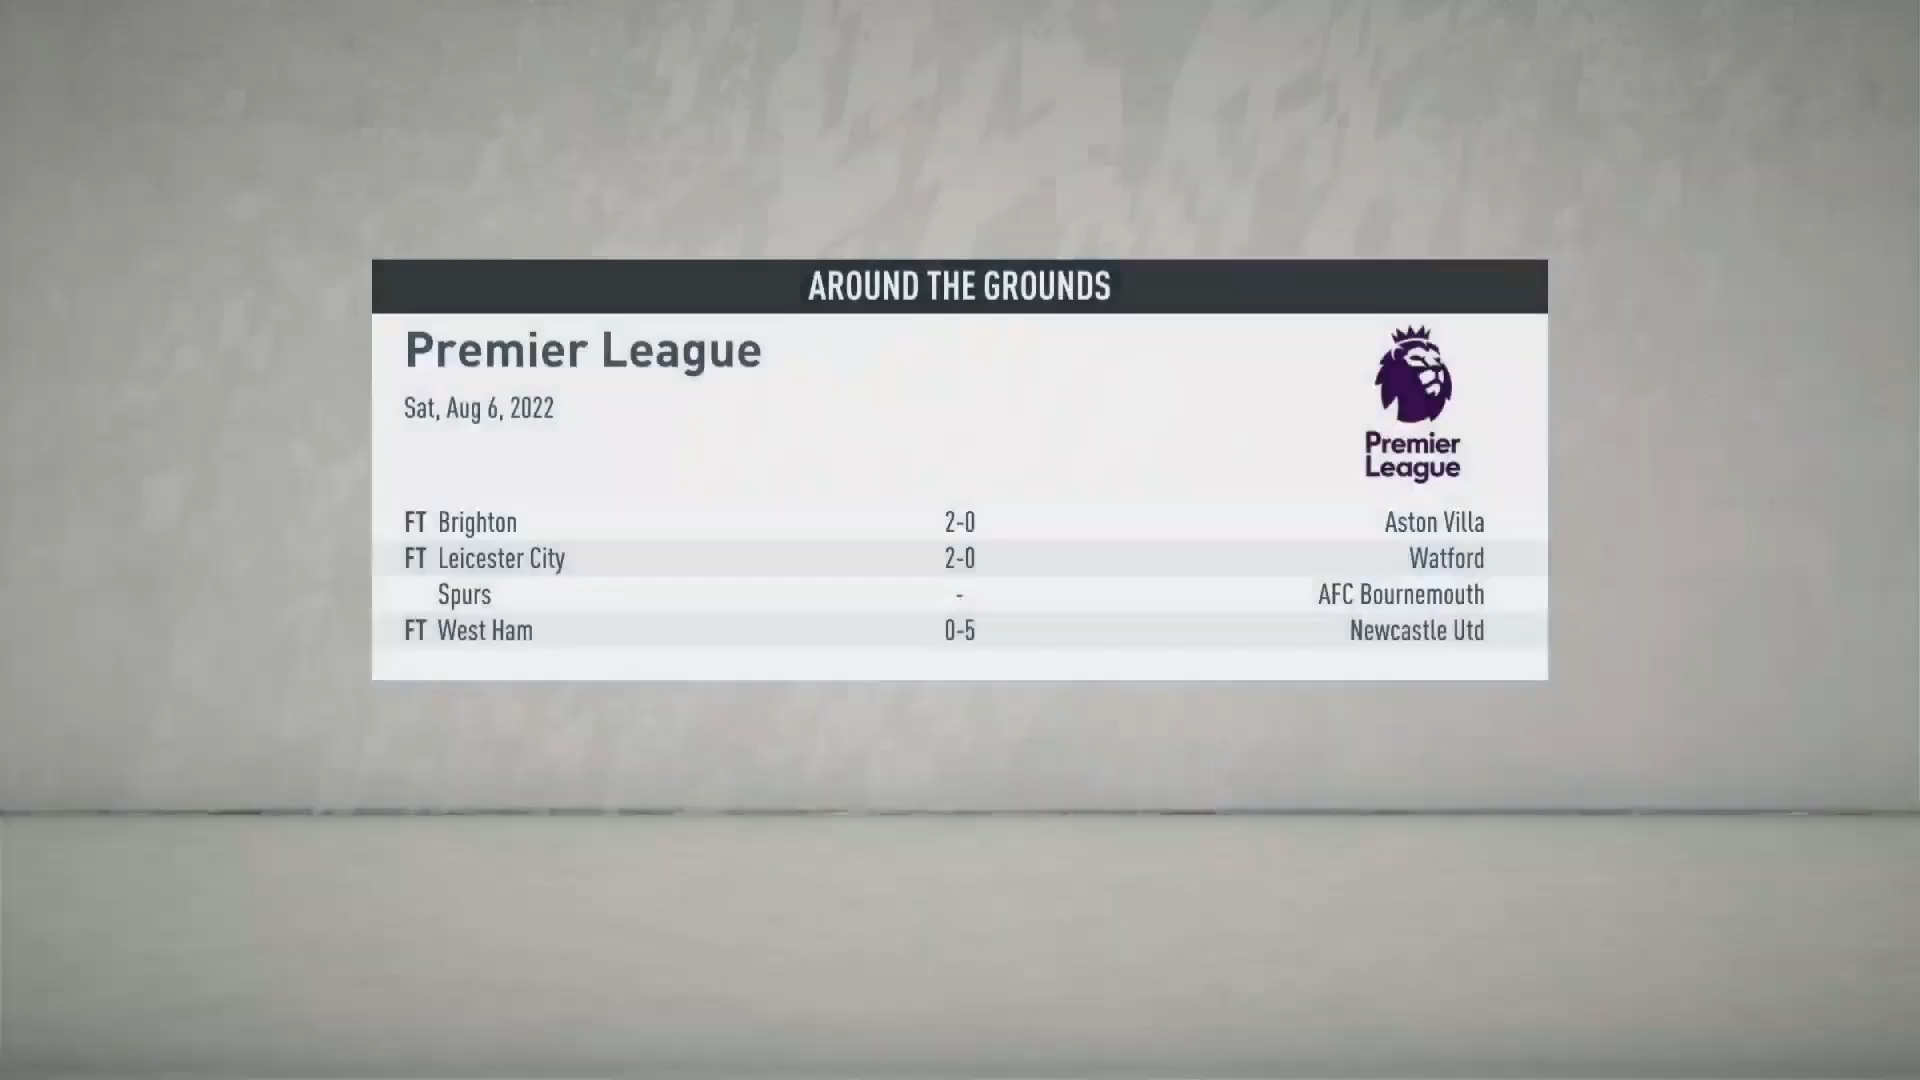 AROUND THE GROUNDS
Premier League
Sat, Aug 6, 2022
Premier
League
FT Brighton 2-0 Aston Villa
FT Leicester City 2-0 Watford
Spurs - AFC Bournemouth
FT West Ham 0-5 Newcastle Utd